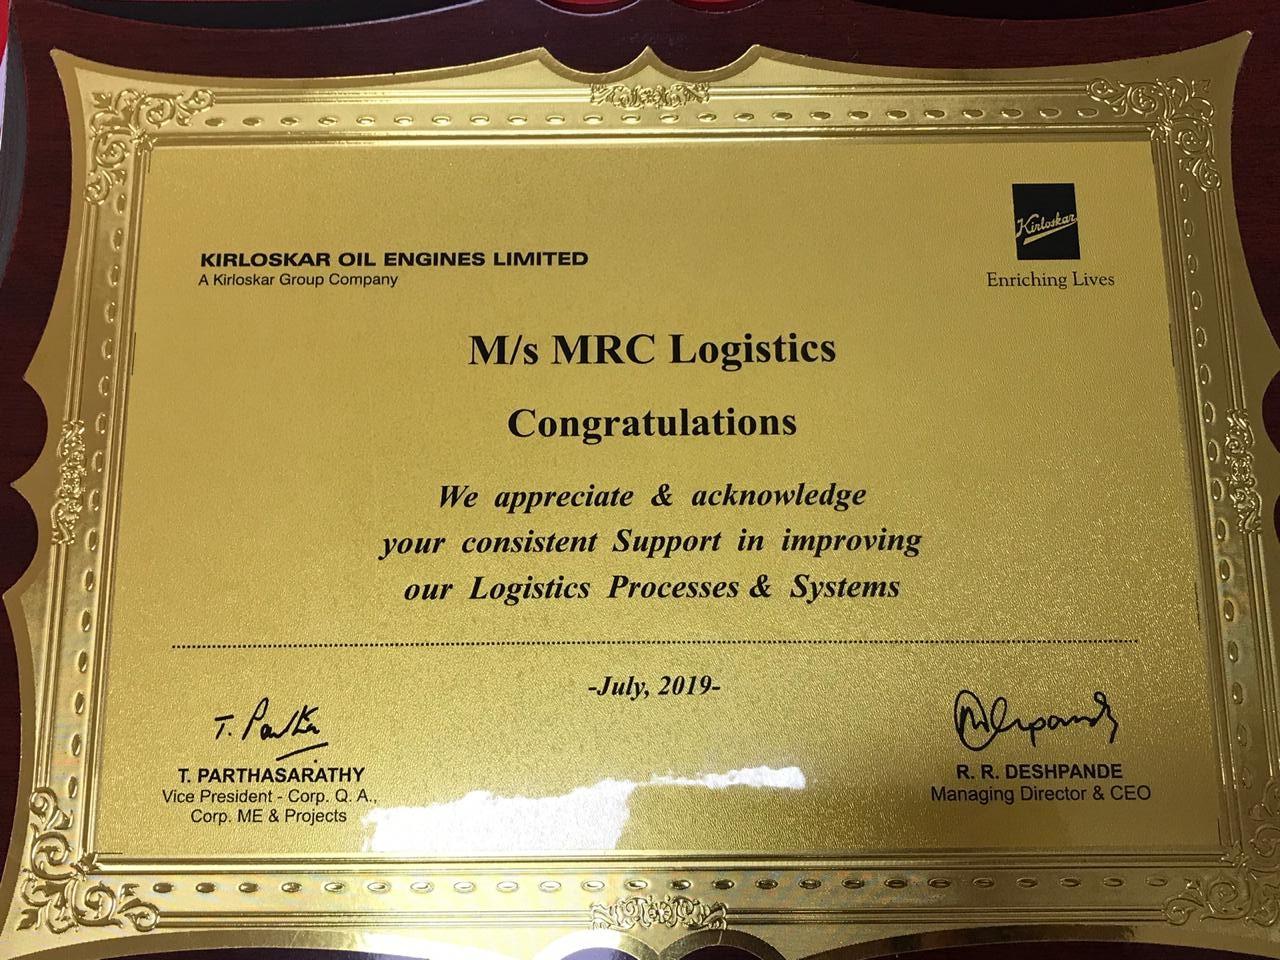 KIRLOSKAR OIL ENGINES LIMITED
A Kirloskar Group Company
Kirloskar
Enriching Lives
M/s MRC Logistics
Congratulations
We appreciate & acknowledge
your consistent Support in improving
our Logistics Processes & Systems
-July, 2019-
T. PARTHASARATHY
Vice President - Corp. Q. A.,
Corp. ME & Projects
R. R. DESHPANDE
Managing Director & CEO